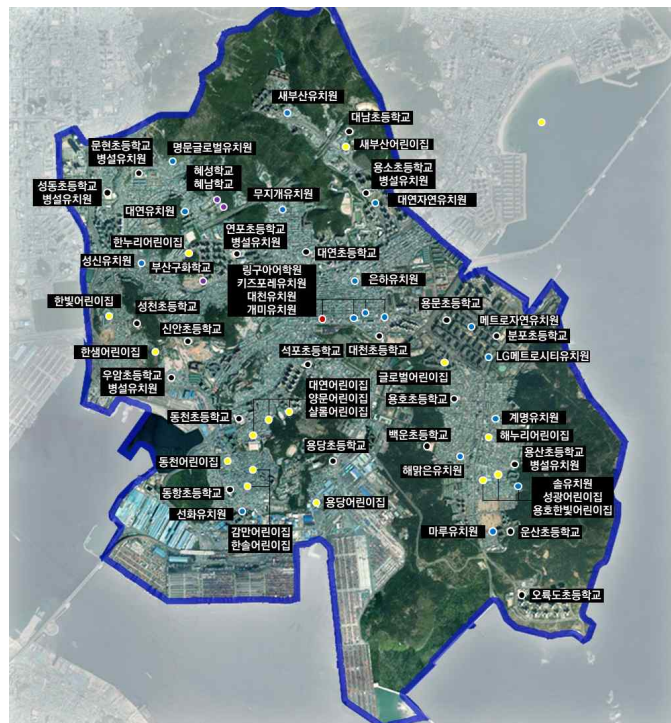 새부산유치원
대남초등학교
새부산어린이집
문현초등학교
병설유치원
명문글로벌유치원
혜성학교
혜남학교
용소초등학교
병설유치원
성동초등학교
병설유치원
무지개유치원
대연자연유치원
대연유치원
연포초등학교
병설유치원
한누리어린이집
대연초등학교
성신유치원
부산구화학교
링구아어학원
키즈포레유치원
대천유치원
개미유치원
은하유치원
한빛어린이집
성천초등학교
용문초등학교
메트로자연유치원
신안초등학교
분포초등학교
한샘어린이집
석포초등학교
대천초등학교
LG메트로시티유치원
우암초등학교
병설유치원
글로벌어린이집
대연어린이집
양문어린이집
샬롬어린이집
용호초등학교
동천초등학교
계명유치원
백운초등학교
해누리어린이집
용당초등학교
동천어린이집
해맑은유치원
용산초등학교
병설유치원
동항초등학교
솔유치원
성광어린이집
용호한빛어린이집
선화유치원
용당어린이집
감만어린이집
한솔어린이집
마루유치원
운산초등학교
오륙도초등학교